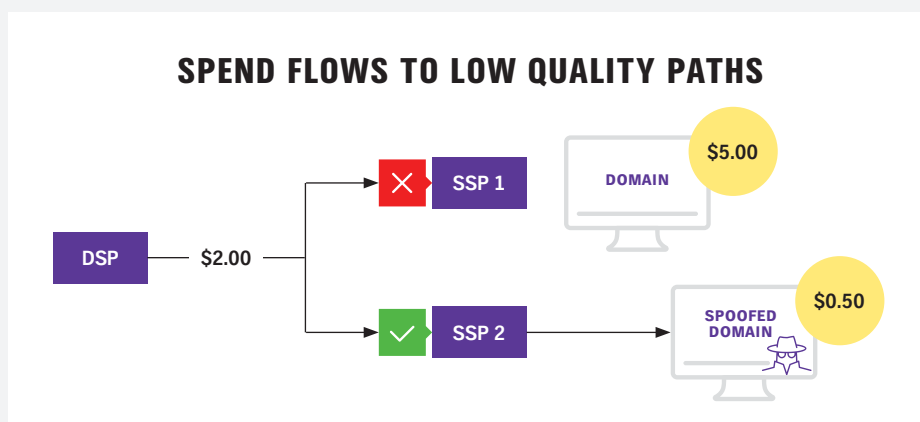 SPEND FLOWS TO LOW QUALITY PATHS
$5.00
SSP 1
DOMAIN
DSP
$2.00
$0.50
SPOOFED
DOMAIN
SSP 2